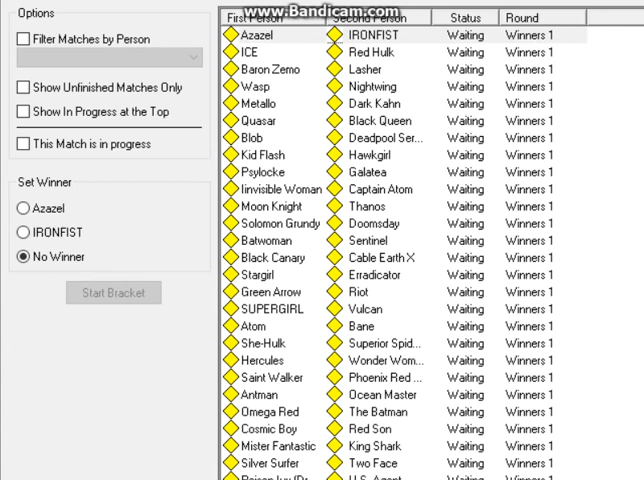 www.Bandicam.com
Options
Filter Matches by Person
Show Unfinished Matches Only
Show In Progress at the Top
This Match is in progress
Set Winner
Azazel
IRONFIST
No Winner
Start Bracket
First Person Second Person Status Round
Azazel IRONFIST Waiting Winners 1
ICE Red Hulk Waiting Winners 1
Baron Zemo Lasher Waiting Winners 1
Wasp Nightwing Waiting Winners 1
Metallo Dark Kahn Waiting Winners 1
Quasar Black Queen Waiting Winners 1
Blob Deadpool Ser... Waiting Winners 1
Kid Flash Hawkgirl Waiting Winners 1
Psylocke Galatea Waiting Winners 1
Iinvisible Woman Captain Atom Waiting Winners 1
Moon Knight Thanos Waiting Winners 1
Solomon Grundy Doomsday Waiting Winners 1
Batwoman Sentinel Waiting Winners 1
Black Canary Cable Earth X Waiting Winners 1
Stargirl Erradicator Waiting Winners 1
Green Arrow Riot Waiting Winners 1
SUPERGIRL Vulcan Waiting Winners 1
Atom Bane Waiting Winners 1
She-Hulk Superior Spid... Waiting Winners 1
Hercules Wonder Wom... Waiting Winners 1
Saint Walker Phoenix Red ... Waiting Winners 1
Antman Ocean Master Waiting Winners 1
Omega Red The Batman Waiting Winners 1
Cosmic Boy Red Son Waiting Winners 1
Mister Fantastic King Shark Waiting Winners 1
Silver Surfer Two Face Waiting Winners 1
Poison Ivy U.S. Agent Waiting Winners 1